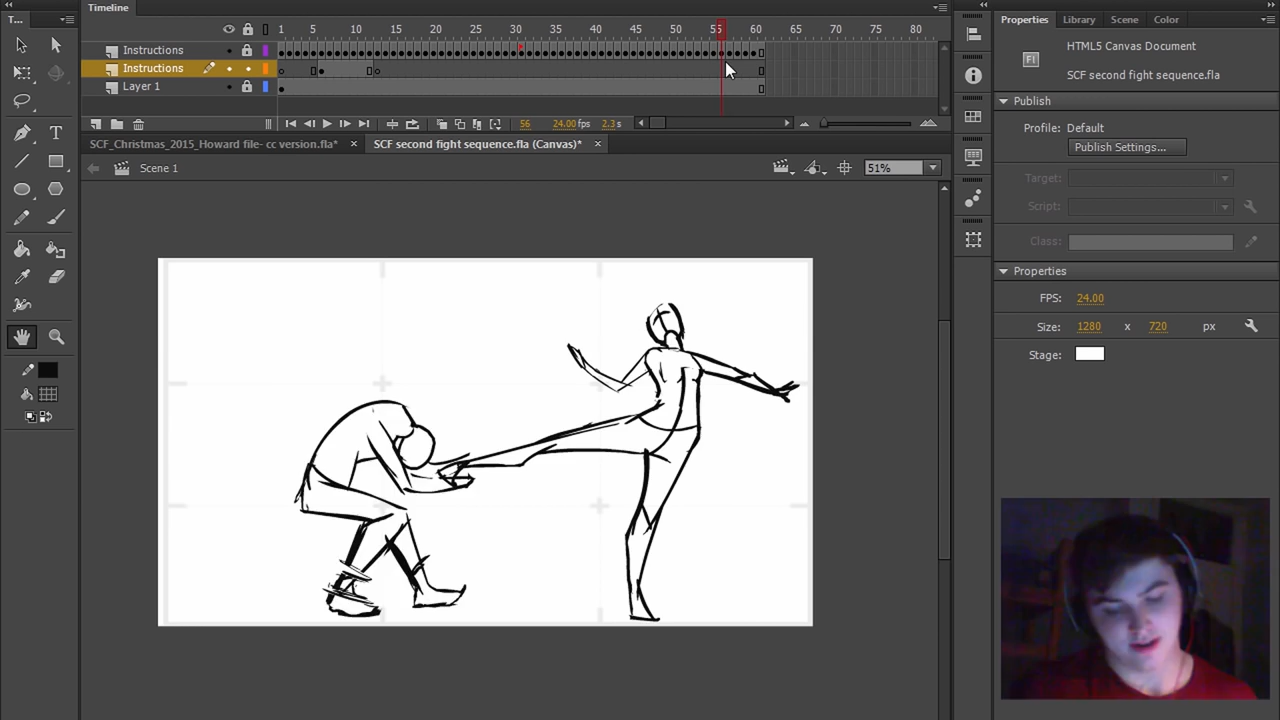 T...
Timeline
1 5 10 15 20 25 30 35 40 45 50 55 60 65 70 75 80
Instructions
Instructions
Layer 1
56 24.00 fps 2.3 s
SCF_Christmas_2015_Howard file- cc version.fla* SCF second fight sequence.fla (Canvas)*
Scene 1
51%
Properties Library Scene Color
HTML5 Canvas Document
Fl
SCF second fight sequence.fla
Publish
Profile: Default
Publish Settings...
Target:
Script:
Class:
Properties
FPS: 24.00
Size: 1280 x 720 px
Stage: